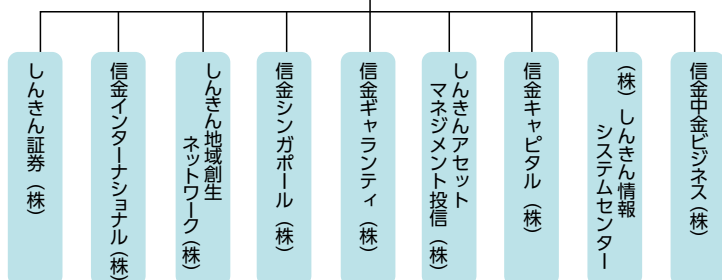 しんきん証券（株）
信金インターナショナル（株）
しんきん地域創生
ネットワーク（株）
信金シンガポール（株）
信金ギャランティ（株）
しんきんアセット
マネジメント投信（株）
信金キャピタル（株）
（株）しんきん情報
システムセンター
信金中金ビジネス（株）